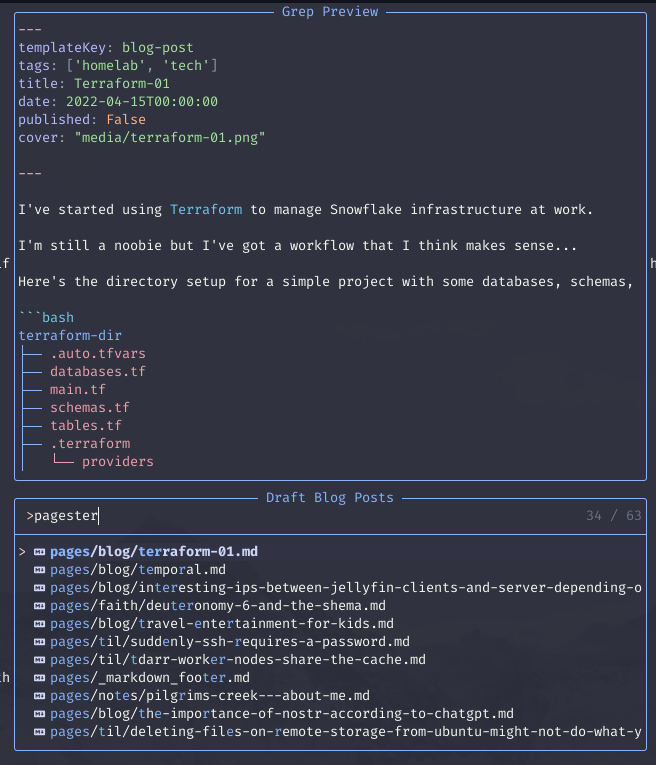 Grep Preview
---
templateKey: blog-post
tags: ['homelab', 'tech']
title: Terraform-01
date: 2022-04-15T00:00:00
published: False
cover: "media/terraform-01.png"
---
I've started using Terraform to manage Snowflake infrastructure at work.
I'm still a noobie but I've got a workflow that I think makes sense...
if
h
Here's the directory setup for a simple project with some databases, schemas,
```bash
terraform-dir
├── .auto.tfvars
├── databases.tf
├── main.tf
├── schemas.tf
├── tables.tf
├── .terraform
│   └── providers
Draft Blog Posts
>pagester
34 / 63
> pages/blog/terraform-01.md
pages/blog/temporal.md
pages/blog/interesting-ips-between-jellyfin-clients-and-server-depending-o
pages/faith/deuteronomy-6-and-the-shema.md
pages/blog/travel-entertainment-for-kids.md
pages/til/suddenly-ssh-requires-a-password.md
pages/til/tdarr-worker-nodes-share-the-cache.md
th
pages/_markdown_footer.md
pages/notes/pilgrims-creek---about-me.md
pages/blog/the-importance-of-nostr-according-to-chatgpt.md
pages/til/deleting-files-on-remote-storage-from-ubuntu-might-not-do-what-y